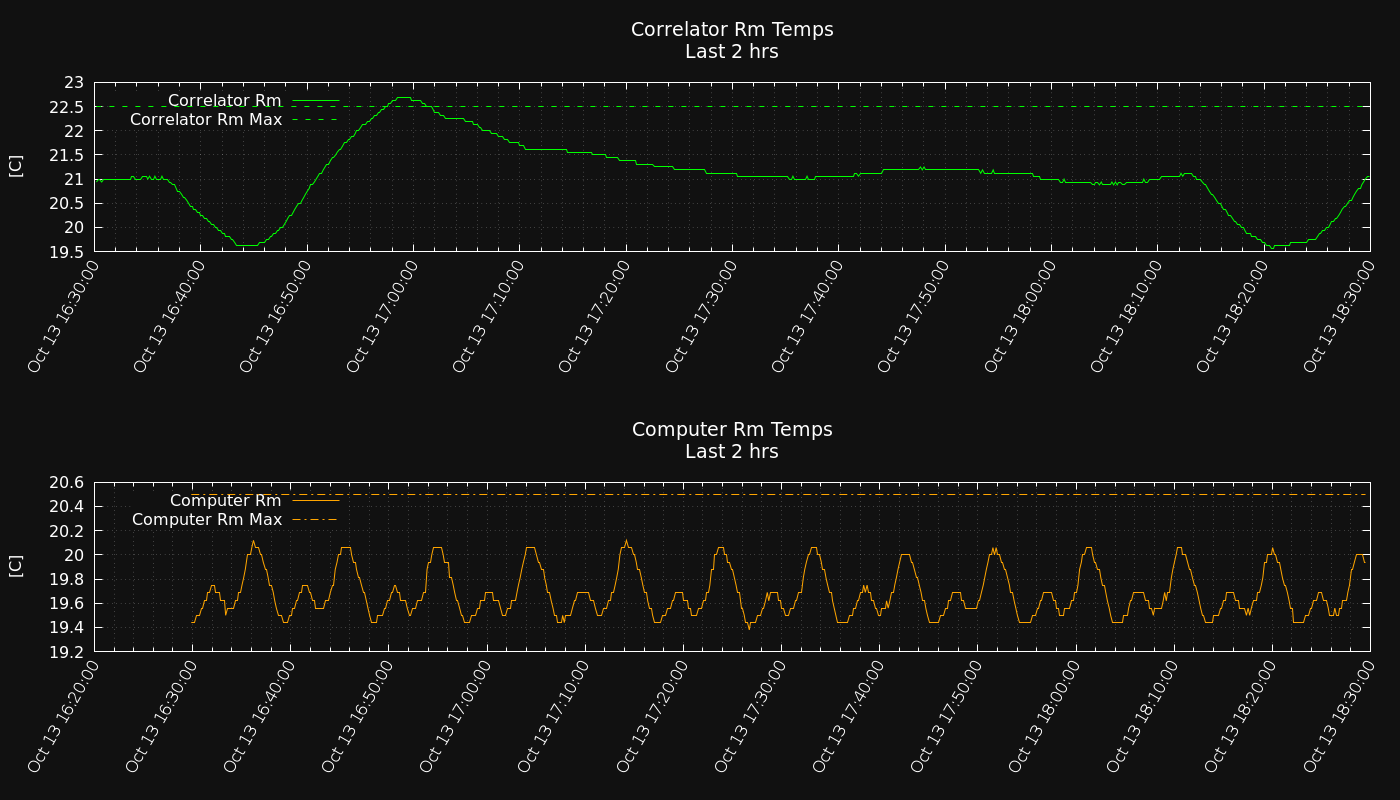 Correlator Rm Temps
Last 2 hrs
23
22.5
22
21.5
21
20.5
20
19.5
[C]
Correlator Rm
Correlator Rm Max
Oct 13 16:30:00
Oct 13 16:40:00
Oct 13 16:50:00
Oct 13 17:00:00
Oct 13 17:10:00
Oct 13 17:20:00
Oct 13 17:30:00
Oct 13 17:40:00
Oct 13 17:50:00
Oct 13 18:00:00
Oct 13 18:10:00
Oct 13 18:20:00
Oct 13 18:30:00
Computer Rm Temps
Last 2 hrs
20.6
20.4
20.2
20
19.8
19.6
19.4
19.2
[C]
Computer Rm
Computer Rm Max
Oct 13 16:20:00
Oct 13 16:30:00
Oct 13 16:40:00
Oct 13 16:50:00
Oct 13 17:00:00
Oct 13 17:10:00
Oct 13 17:20:00
Oct 13 17:30:00
Oct 13 17:40:00
Oct 13 17:50:00
Oct 13 18:00:00
Oct 13 18:10:00
Oct 13 18:20:00
Oct 13 18:30:00